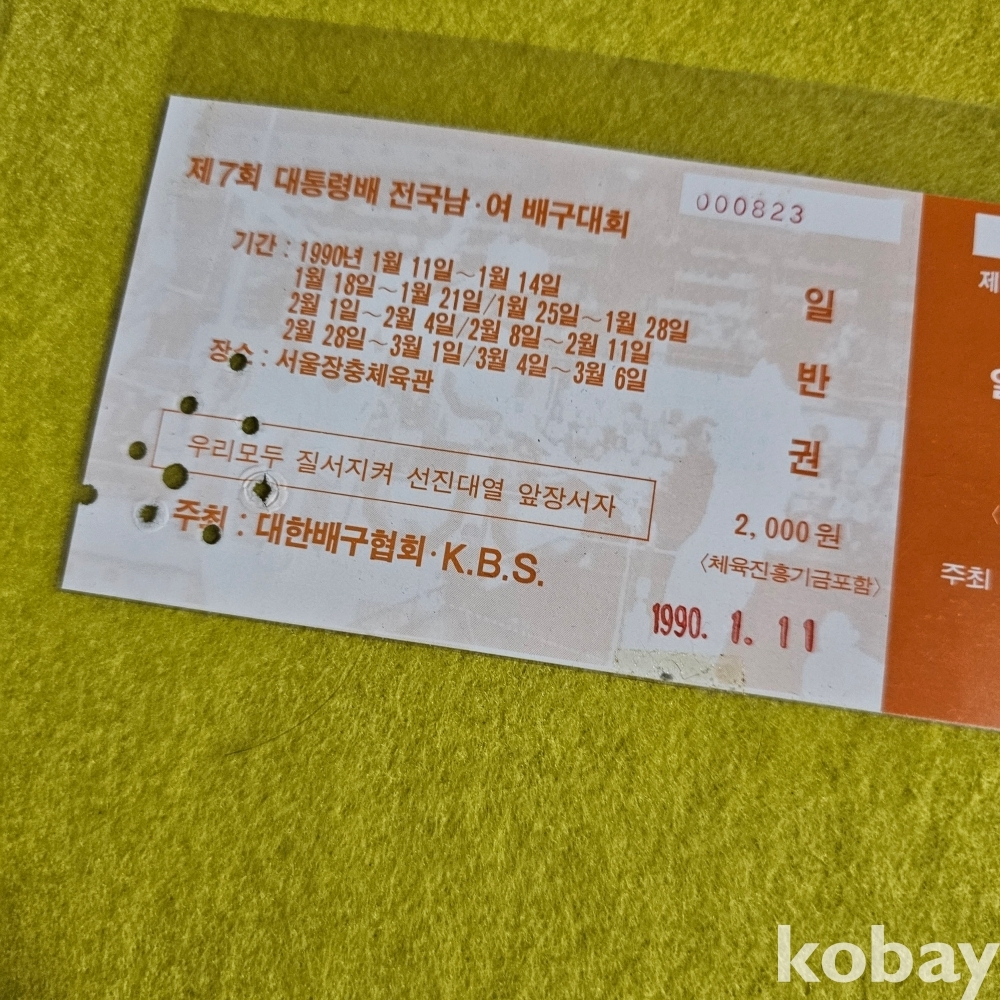 제7회 대통령배 전국남·여 배구대회
000823
기간 : 1990년 1월 11일~1월 14일
1월 18일~1월 21일/1월 25일~1월 28일
2월 1일~2월 4일/2월 8일~2월 11일
2월 28일~3월 1일/3월 4일~3월 6일
장소 : 서울장충체육관
일
반
권
우리모두 질서지켜 선진대열 앞장서자
2,000원
〈체육진흥기금포함〉
주최 : 대한배구협회·K.B.S.
1990. 1. 11
제
주최
kobay